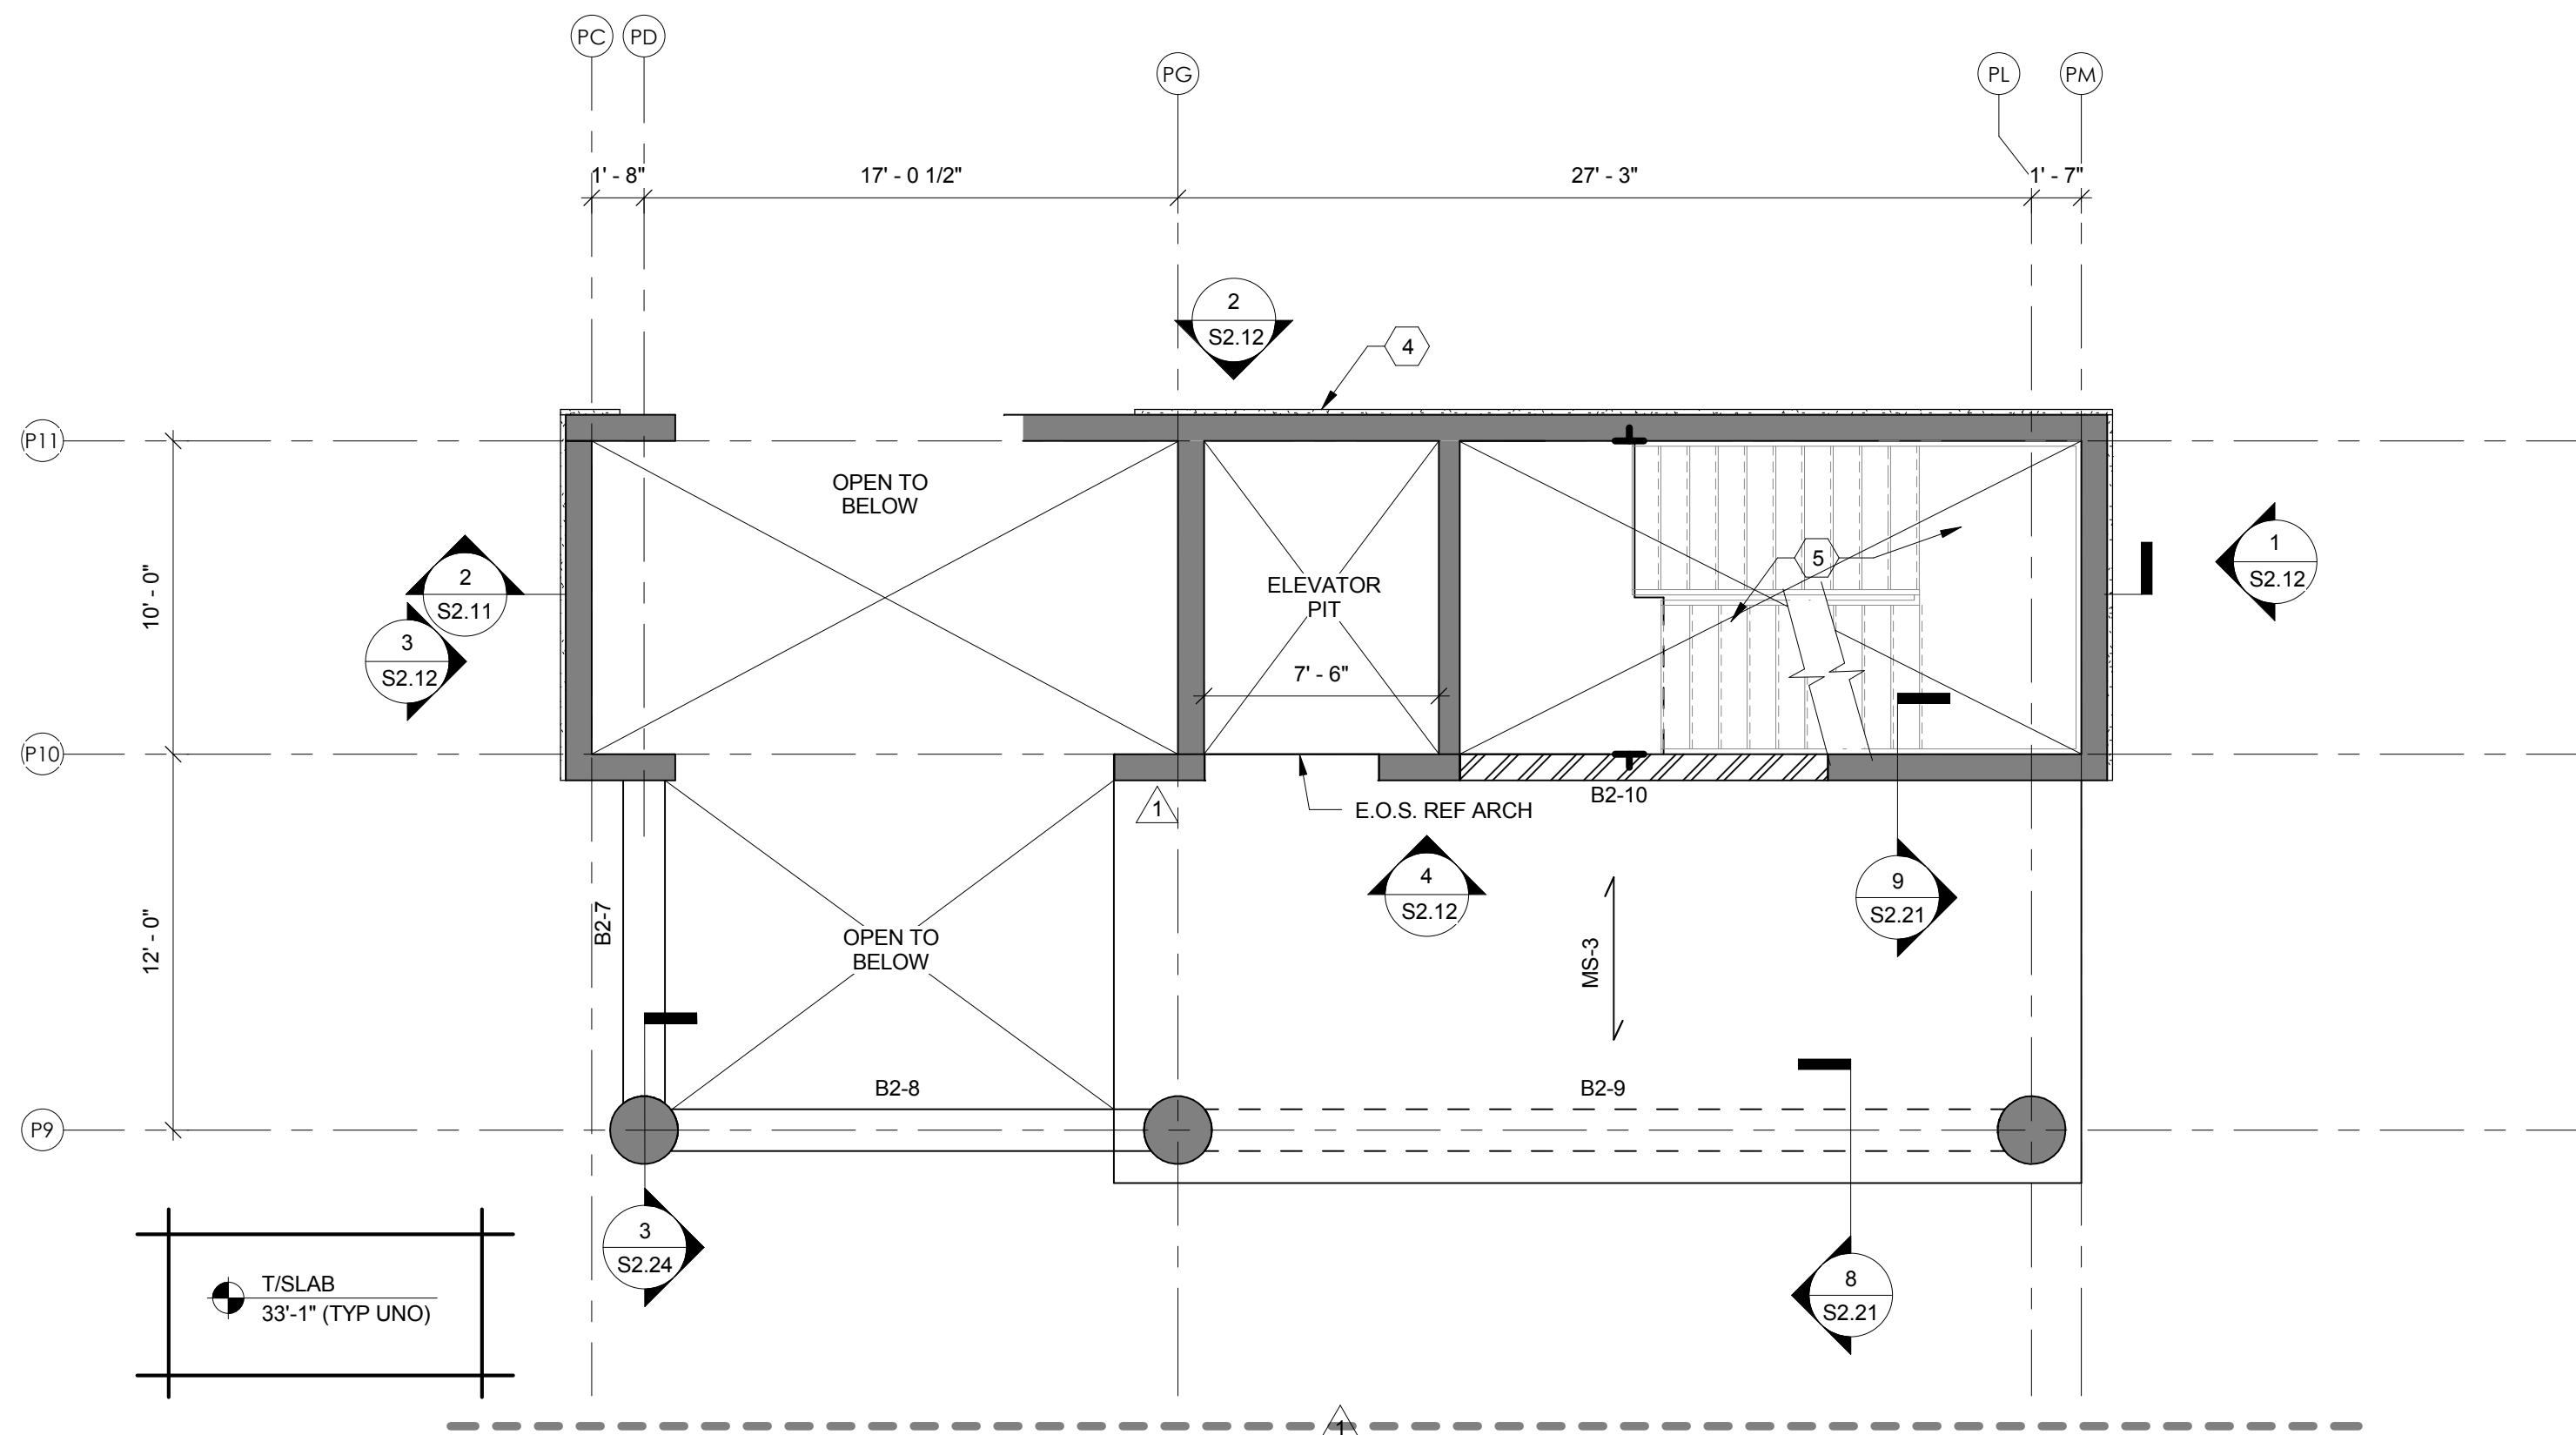 PC
PD
PG
PL
PM
1' - 8"
17' - 0 1/2"
27' - 3"
1' - 7"
2
S2.12
4
P11
OPEN TO
BELOW
10' - 0"
2
S2.11
3
S2.12
ELEVATOR
PIT
7' - 6"
5
1
S2.12
P10
1
E.O.S. REF ARCH
B2-10
4
S2.12
9
S2.21
12' - 0"
B2-7
OPEN TO
BELOW
MS-3
B2-8
B2-9
P9
3
S2.24
8
S2.21
T/SLAB
33'-1" (TYP UNO)
1